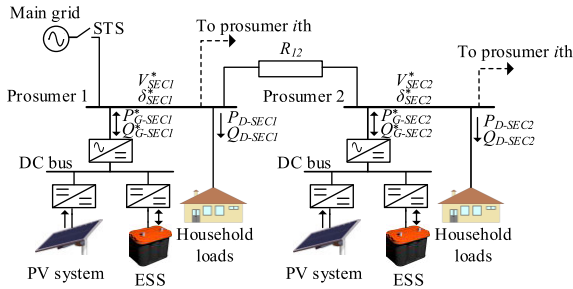 Main grid
STS
To prosumer ith
R12
To prosumer ith
V*SEC1
δ*SEC1
V*SEC2
δ*SEC2
Prosumer 1
Prosumer 2
P*G-SEC1
Q*G-SEC1
PD-SEC1
QD-SEC1
P*G-SEC2
Q*G-SEC2
PD-SEC2
QD-SEC2
DC bus
DC bus
PV system
ESS
Household
loads
PV system
ESS
Household
loads